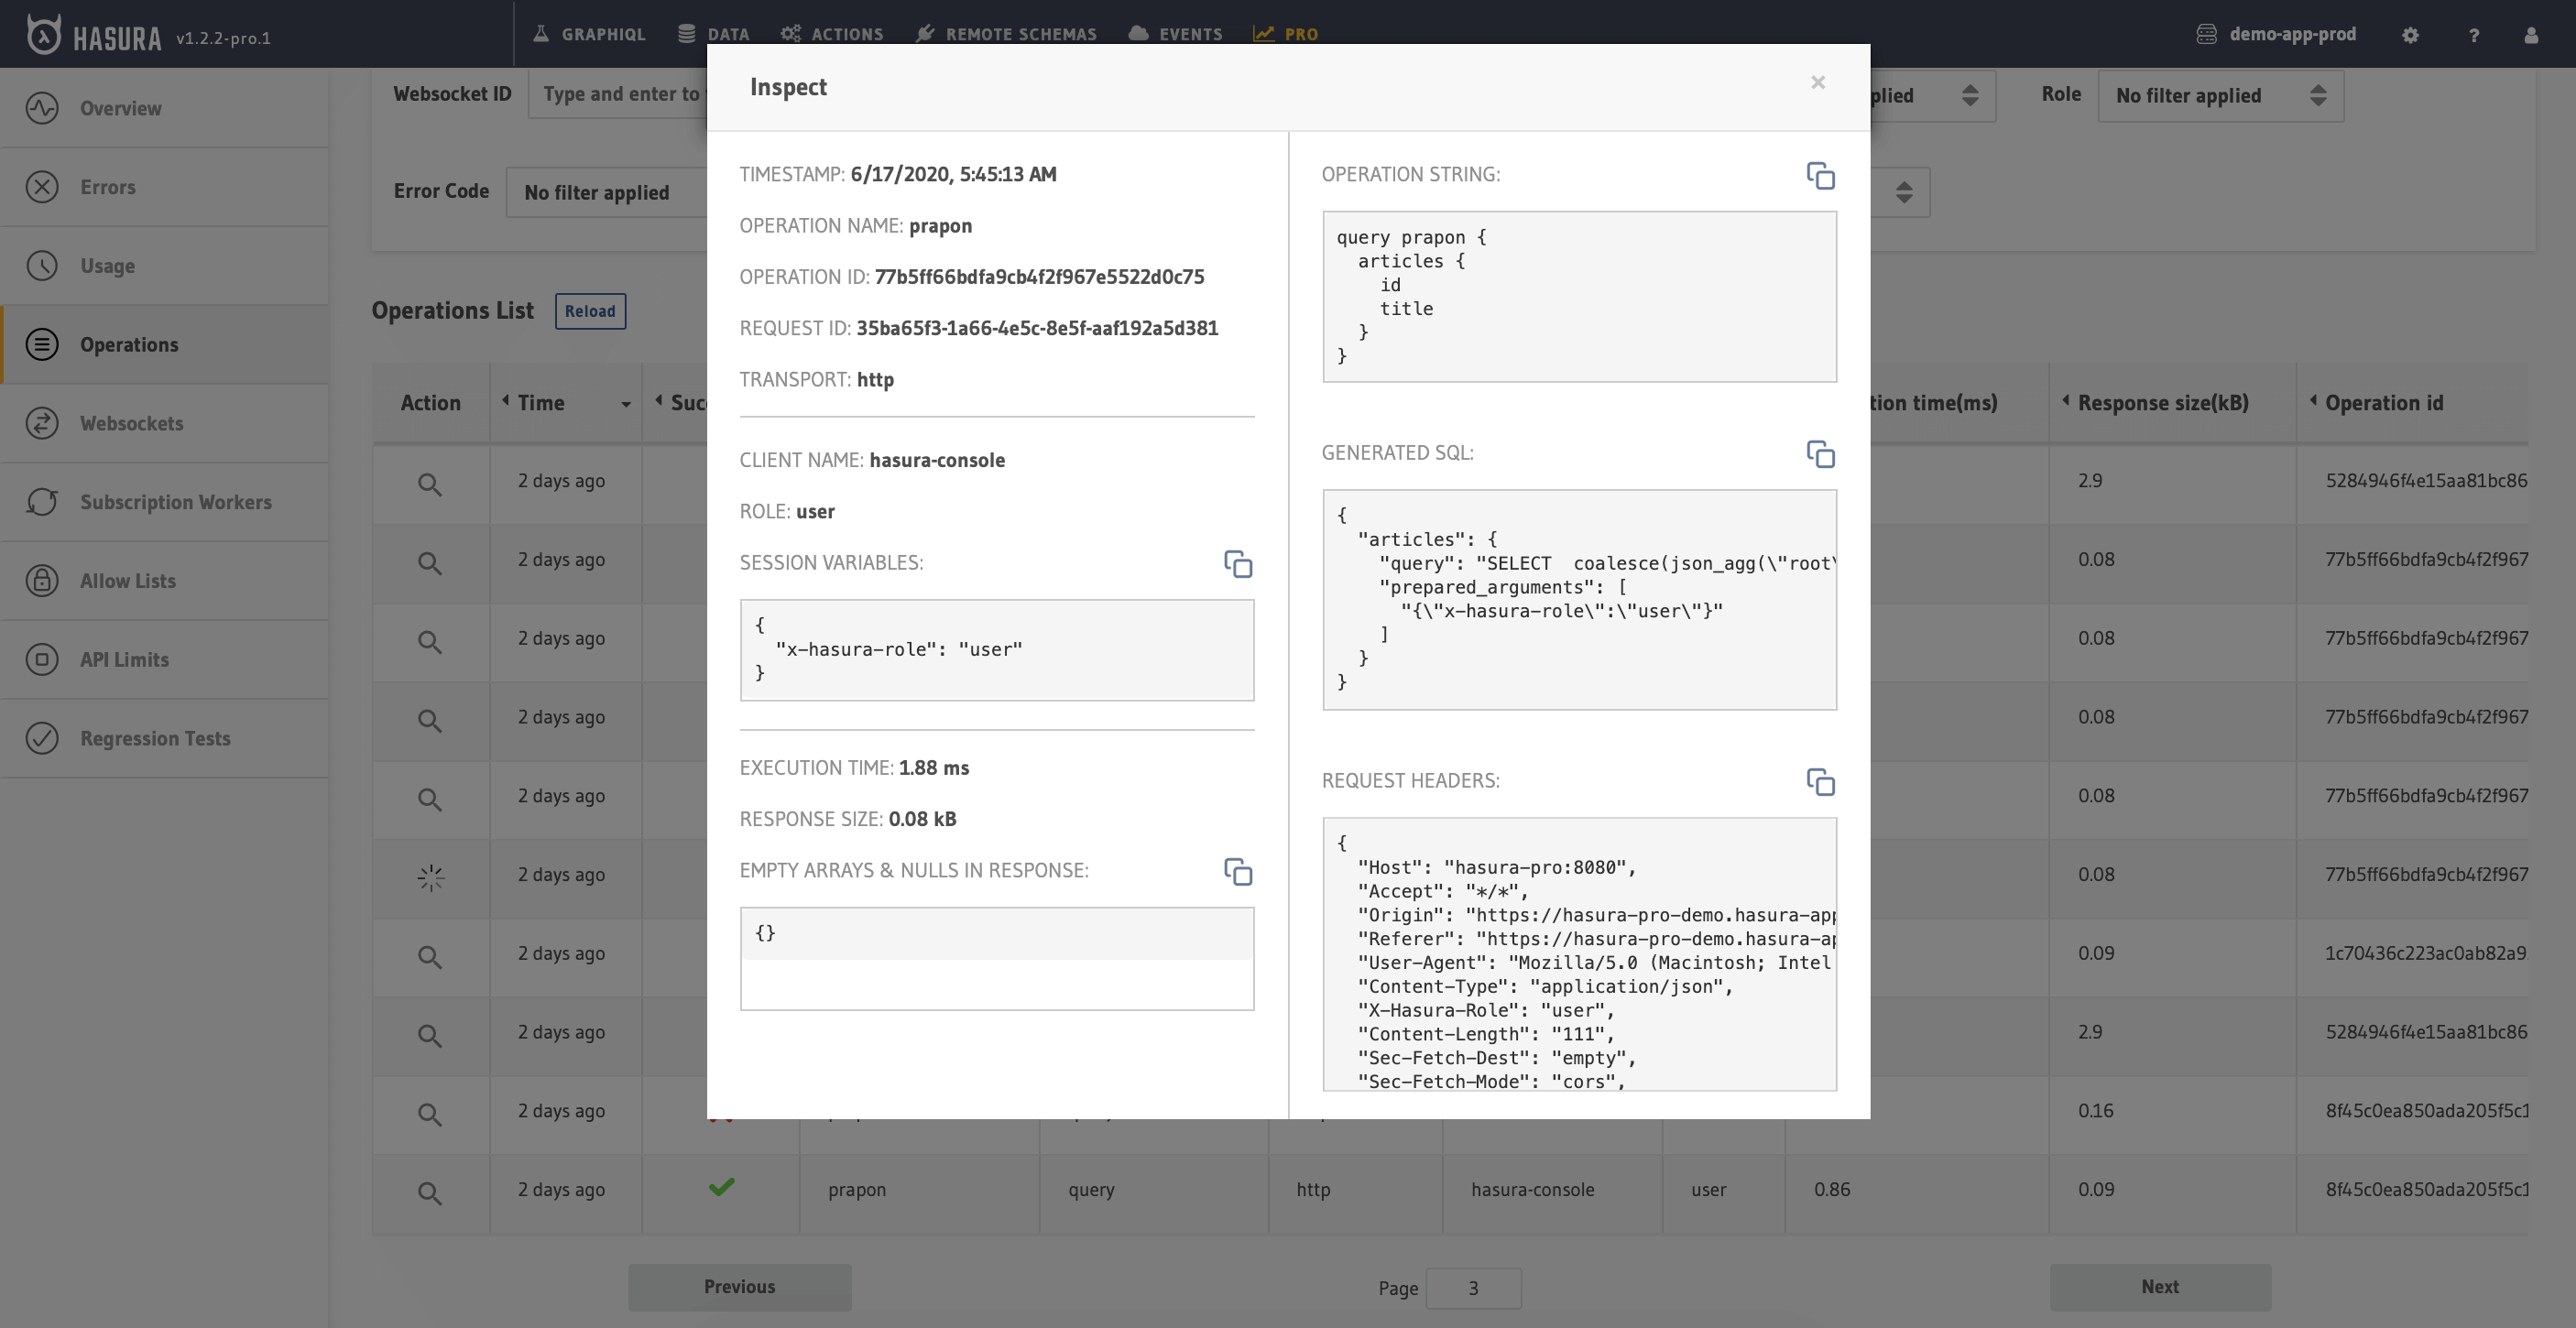 HASURA v1.2.2-pro.1
GRAPHIQL DATA ACTIONS REMOTE SCHEMAS EVENTS PRO
demo-app-prod
Overview
Errors
Usage
Operations
Websockets
Subscription Workers
Allow Lists
API Limits
Regression Tests
Websocket ID Type and enter to
Role No filter applied
Error Code No filter applied
Operations List Reload
Action Time
Response size(kB) Operation id
time(ms)
2 days ago 2.9 5284946f4e15aa81bc86
2 days ago 0.08 77b5ff66bdfa9cb4f2f967
2 days ago 0.08 77b5ff66bdfa9cb4f2f967
2 days ago 0.08 77b5ff66bdfa9cb4f2f967
2 days ago 0.08 77b5ff66bdfa9cb4f2f967
2 days ago 0.08 77b5ff66bdfa9cb4f2f967
2 days ago 0.09 1c70436c223ac0ab82a9
2 days ago 2.9 5284946f4e15aa81bc86
2 days ago 0.16 8f45c0ea850ada205f5c1
2 days ago prapon query http hasura-console user 0.86 0.09 8f45c0ea850ada205f5c1
Previous Page 3 Next
Inspect ×
TIMESTAMP: 6/17/2020, 5:45:13 AM
OPERATION NAME: prapon
OPERATION ID: 77b5ff66bdfa9cb4f2f967e5522d0c75
REQUEST ID: 35ba65f3-1a66-4e5c-8e5f-aaf192a5d381
TRANSPORT: http
CLIENT NAME: hasura-console
ROLE: user
SESSION VARIABLES:
{
"x-hasura-role": "user"
}
EXECUTION TIME: 1.88 ms
RESPONSE SIZE: 0.08 kB
EMPTY ARRAYS & NULLS IN RESPONSE:
{}
OPERATION STRING:
query prapon {
articles {
id
title
}
}
GENERATED SQL:
{
"articles": {
"query": "SELECT  coalesce(json_agg(\"root\
"prepared_arguments": [
"{\"x-hasura-role\":\"user\"}"
]
}
}
REQUEST HEADERS:
{
"Host": "hasura-pro:8080",
"Accept": "*/*",
"Origin": "https://hasura-pro-demo.hasura-app
"Referer": "https://hasura-pro-demo.hasura-ap
"User-Agent": "Mozilla/5.0 (Macintosh; Intel
"Content-Type": "application/json",
"X-Hasura-Role": "user",
"Content-Length": "111",
"Sec-Fetch-Dest": "empty",
"Sec-Fetch-Mode": "cors",